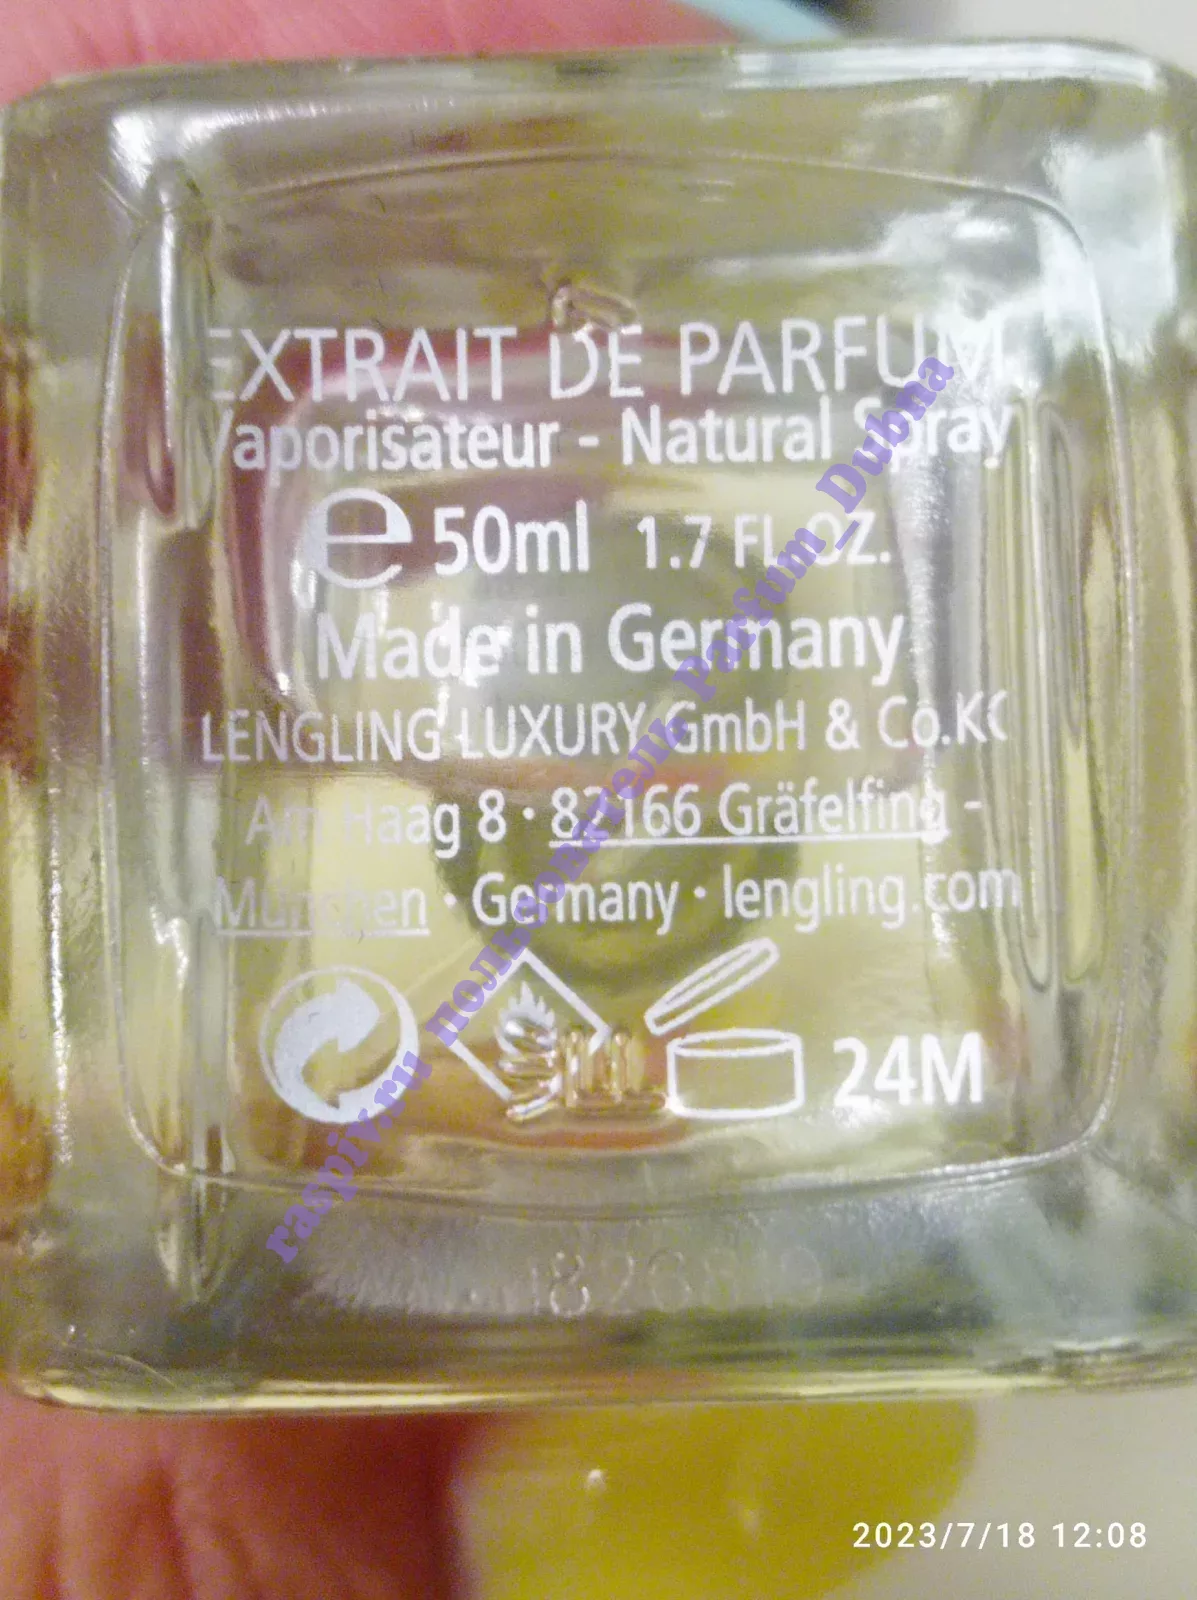 EXTRAIT DE PARFUM
Vaporisateur - Natural Spray
e 50ml 1.7 FL.OZ.
Made in Germany
LENGLING LUXURY GmbH & Co.KG
Am Haag 8 · 82166 Gräfelfing -
München · Germany · lengling.com
24M
raspiv.ru пользователь Parfum_Dubna
2023/7/18 12:08